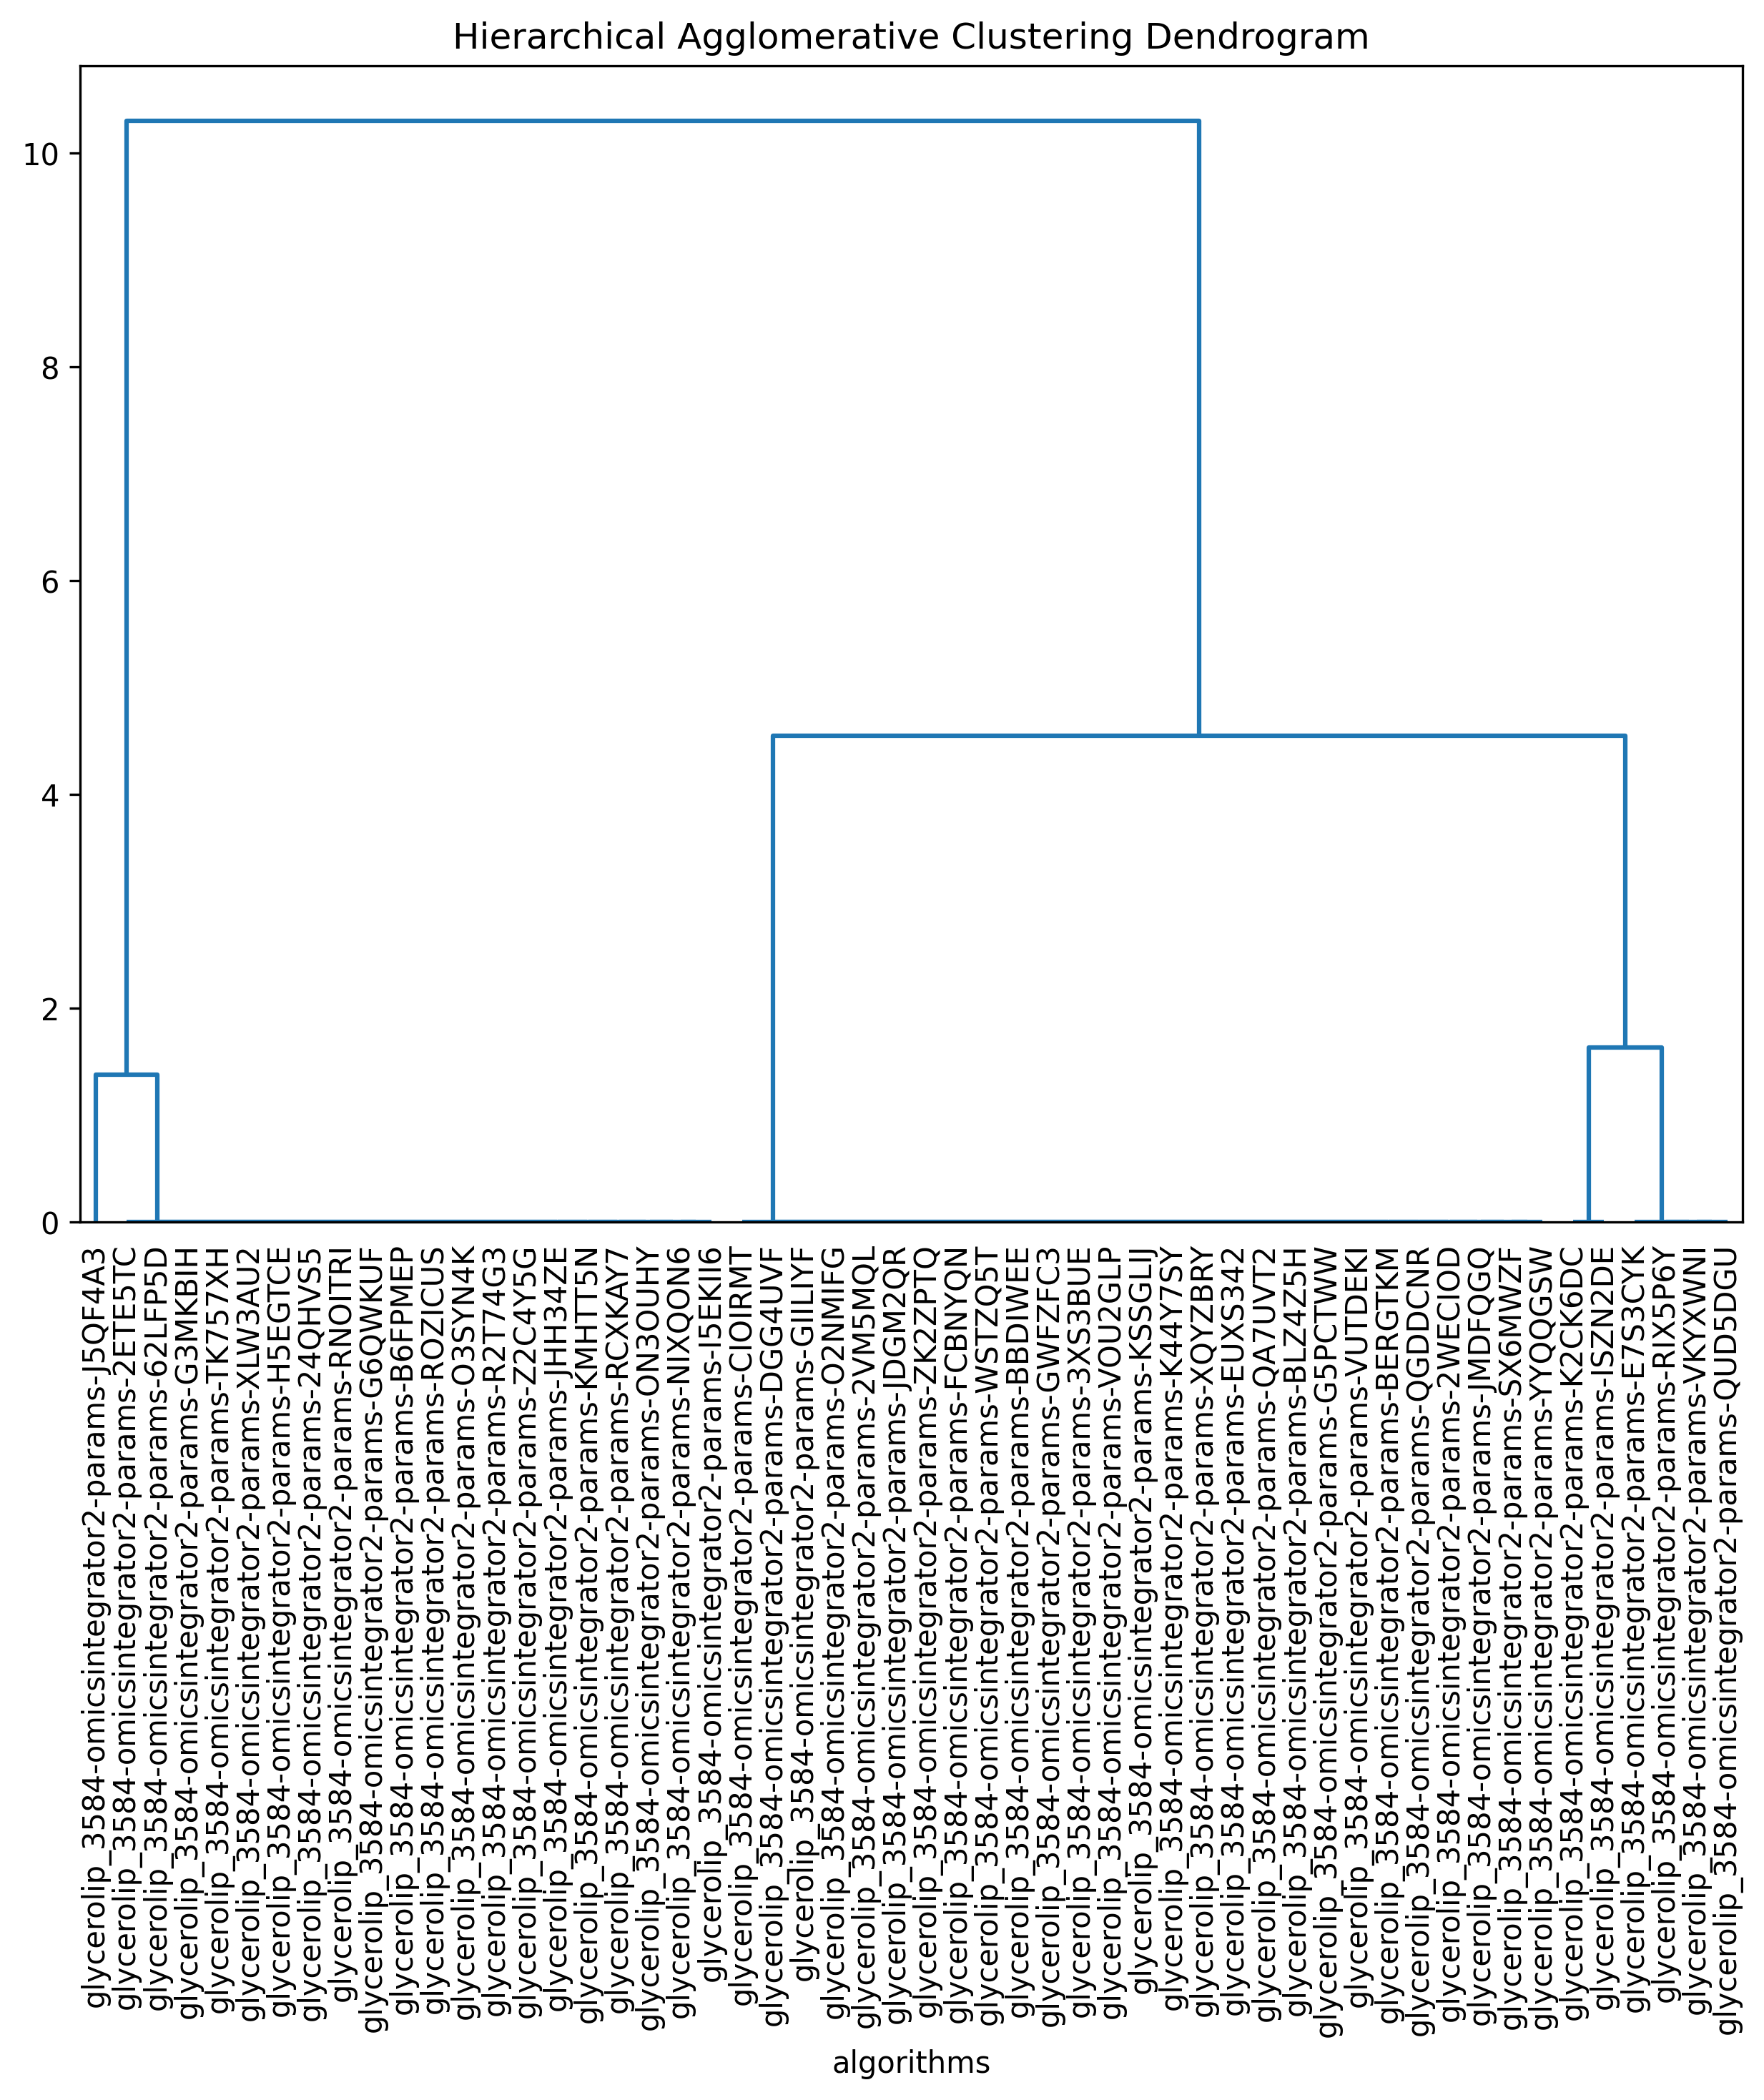 Hierarchical Agglomerative Clustering Dendrogram
10
8
6
4
2
0
glycerolip_3584-omicsintegrator2-params-J5QF4A3
glycerolip_3584-omicsintegrator2-params-2ETE5TC
glycerolip_3584-omicsintegrator2-params-62LFP5D
glycerolip_3584-omicsintegrator2-params-G3MKBIH
glycerolip_3584-omicsintegrator2-params-TK757XH
glycerolip_3584-omicsintegrator2-params-XLW3AU2
glycerolip_3584-omicsintegrator2-params-H5EGTCE
glycerolip_3584-omicsintegrator2-params-24QHVS5
glycerolip_3584-omicsintegrator2-params-RNOITRI
glycerolip_3584-omicsintegrator2-params-G6QWKUF
glycerolip_3584-omicsintegrator2-params-B6FPMEP
glycerolip_3584-omicsintegrator2-params-ROZICUS
glycerolip_3584-omicsintegrator2-params-O3SYN4K
glycerolip_3584-omicsintegrator2-params-R2T74G3
glycerolip_3584-omicsintegrator2-params-Z2C4Y5G
glycerolip_3584-omicsintegrator2-params-JHH34ZE
glycerolip_3584-omicsintegrator2-params-KMHTT5N
glycerolip_3584-omicsintegrator2-params-RCXKAY7
glycerolip_3584-omicsintegrator2-params-ON3OUHY
glycerolip_3584-omicsintegrator2-params-NIXQON6
glycerolip_3584-omicsintegrator2-params-I5EKII6
glycerolip_3584-omicsintegrator2-params-CIOIRMT
glycerolip_3584-omicsintegrator2-params-DGG4UVF
glycerolip_3584-omicsintegrator2-params-GIILIYF
glycerolip_3584-omicsintegrator2-params-O2NMIFG
glycerolip_3584-omicsintegrator2-params-2VM5MQL
glycerolip_3584-omicsintegrator2-params-JDGM2QR
glycerolip_3584-omicsintegrator2-params-ZK2ZPTQ
glycerolip_3584-omicsintegrator2-params-FCBNYQN
glycerolip_3584-omicsintegrator2-params-WSTZQ5T
glycerolip_3584-omicsintegrator2-params-BBDIWEE
glycerolip_3584-omicsintegrator2-params-GWFZFC3
glycerolip_3584-omicsintegrator2-params-3XS3BUE
glycerolip_3584-omicsintegrator2-params-VOU2GLP
glycerolip_3584-omicsintegrator2-params-KSSGLIJ
glycerolip_3584-omicsintegrator2-params-K44Y7SY
glycerolip_3584-omicsintegrator2-params-XQYZBRY
glycerolip_3584-omicsintegrator2-params-EUXS342
glycerolip_3584-omicsintegrator2-params-QA7UVT2
glycerolip_3584-omicsintegrator2-params-BLZ4Z5H
glycerolip_3584-omicsintegrator2-params-G5PCTWW
glycerolip_3584-omicsintegrator2-params-VUTDEKI
glycerolip_3584-omicsintegrator2-params-BERGTKM
glycerolip_3584-omicsintegrator2-params-QGDDCNR
glycerolip_3584-omicsintegrator2-params-2WECIOD
glycerolip_3584-omicsintegrator2-params-JMDFQGQ
glycerolip_3584-omicsintegrator2-params-SX6MWZF
glycerolip_3584-omicsintegrator2-params-YYQQGSW
glycerolip_3584-omicsintegrator2-params-K2CK6DC
glycerolip_3584-omicsintegrator2-params-ISZN2DE
glycerolip_3584-omicsintegrator2-params-E7S3CYK
glycerolip_3584-omicsintegrator2-params-RIX5P6Y
glycerolip_3584-omicsintegrator2-params-VKYXWNI
glycerolip_3584-omicsintegrator2-params-QUD5DGU
algorithms